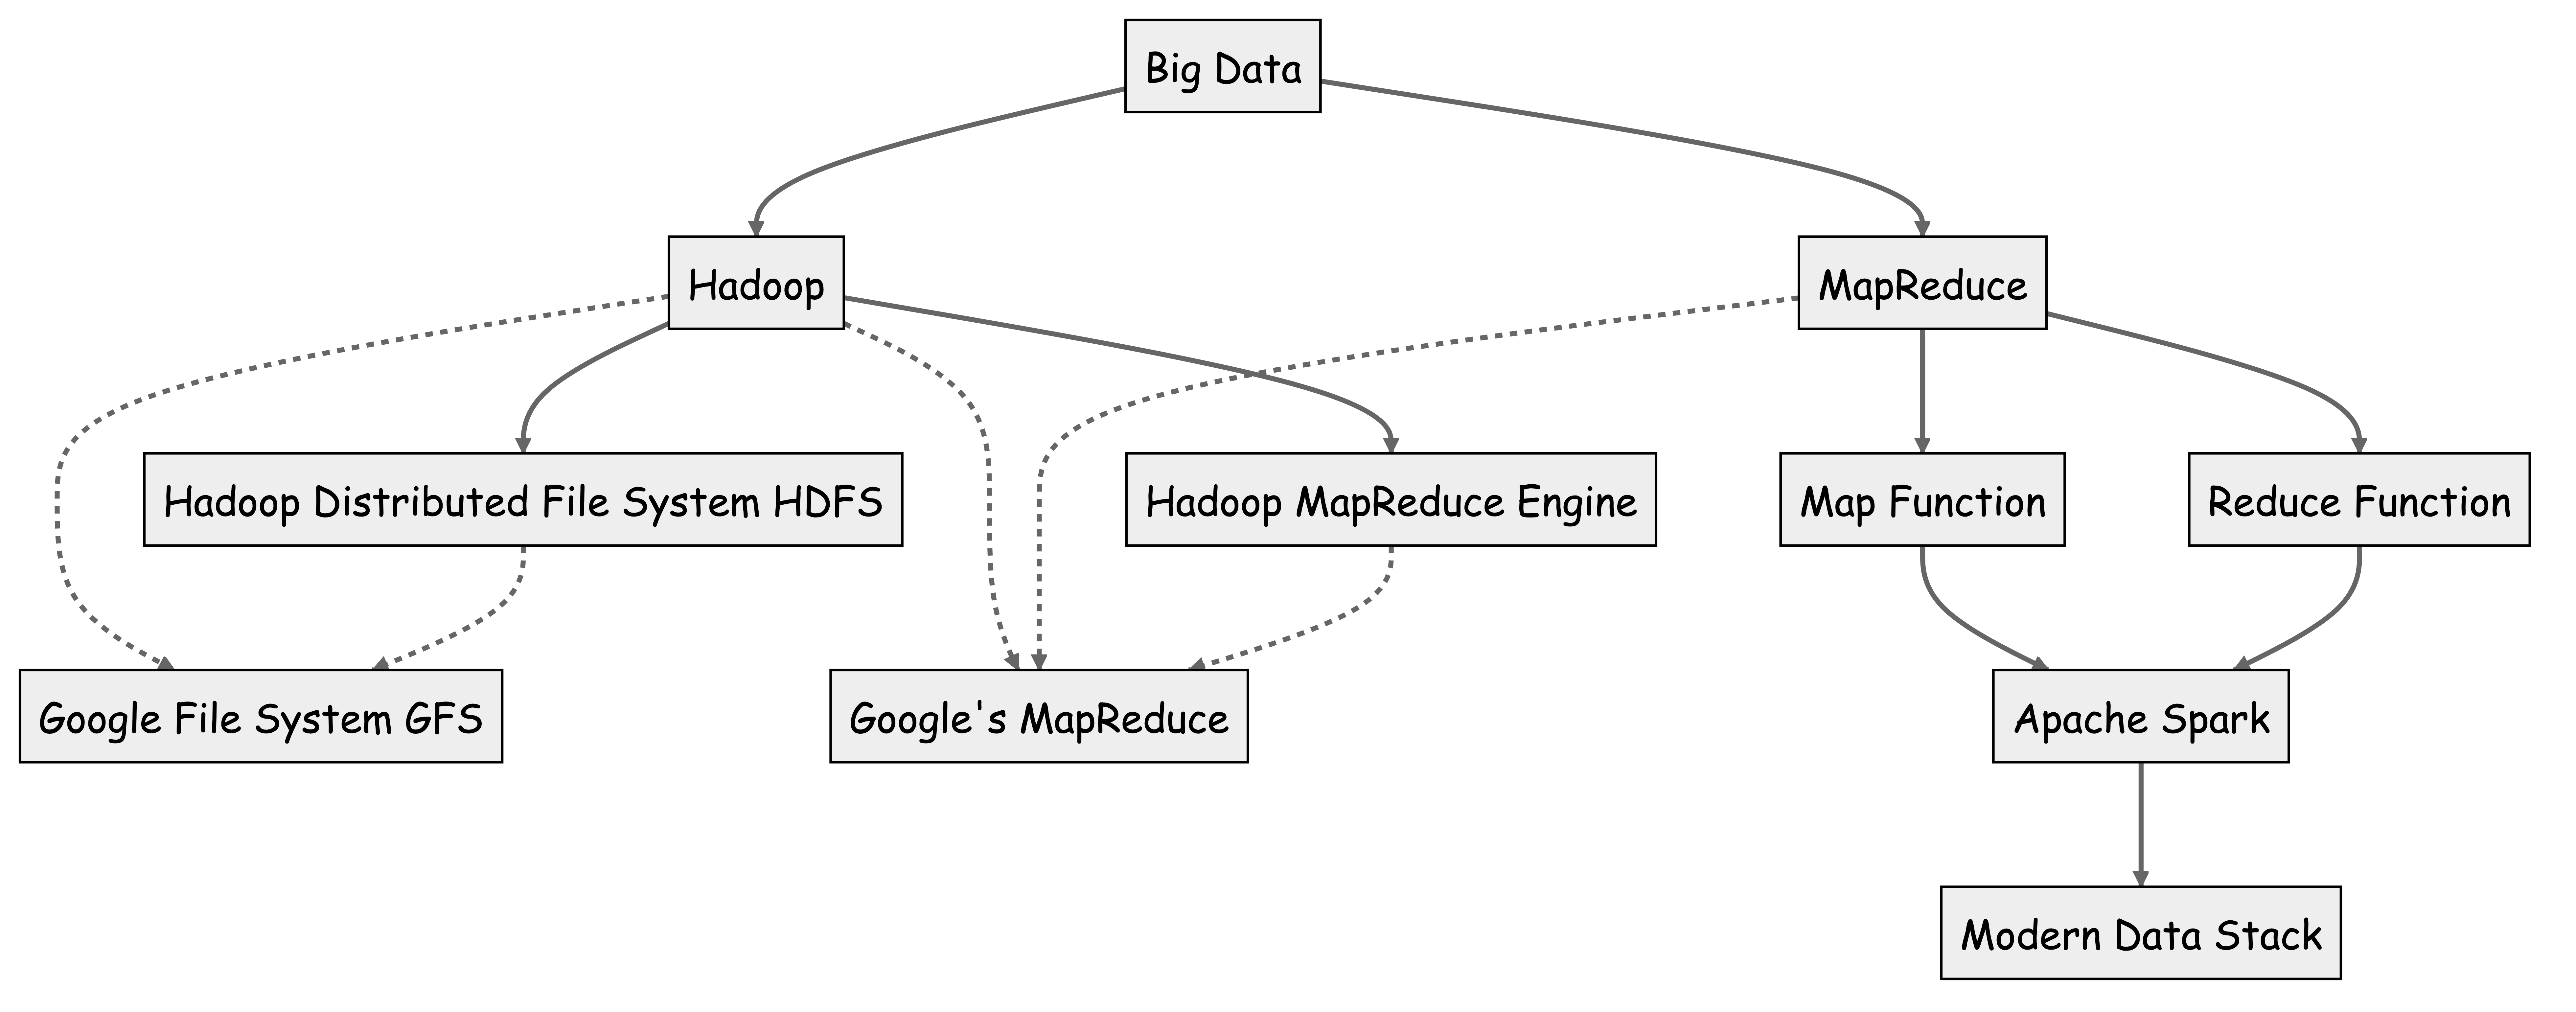 Big Data
Hadoop
MapReduce
Hadoop Distributed File System HDFS
Hadoop MapReduce Engine
Map Function
Reduce Function
Google File System GFS
Google's MapReduce
Apache Spark
Modern Data Stack